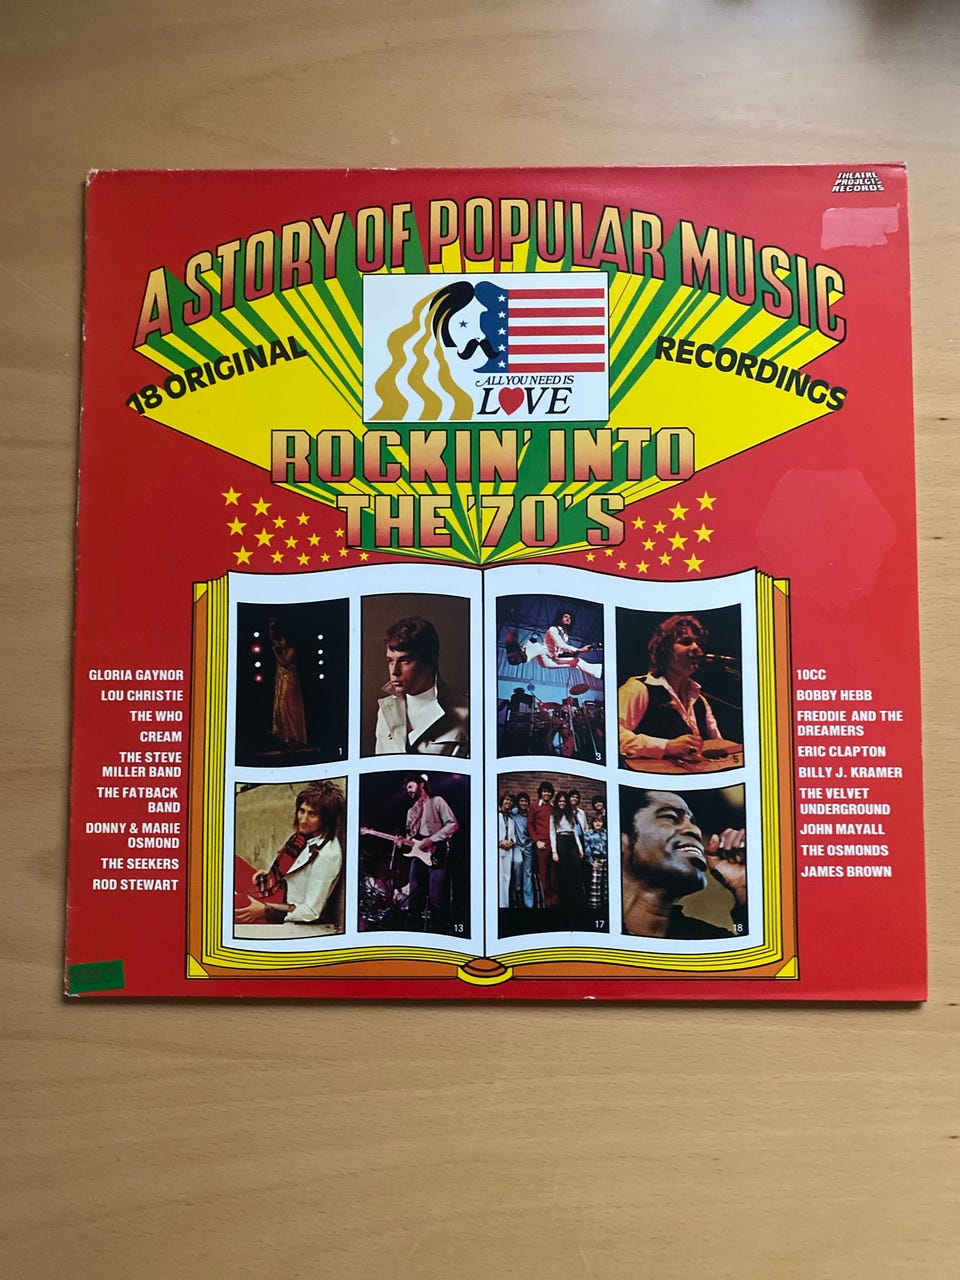 THEATRE
PROJECTS
RECORDS
A STORY OF POPULAR MUSIC
18 ORIGINAL
RECORDINGS
ALL YOU NEED IS
LOVE
ROCKIN' INTO
THE '70'S
GLORIA GAYNOR
LOU CHRISTIE
THE WHO
CREAM
THE STEVE
MILLER BAND
THE FATBACK
BAND
DONNY & MARIE
OSMOND
THE SEEKERS
ROD STEWART
1
3
5
13
17
18
10CC
BOBBY HEBB
FREDDIE AND THE
DREAMERS
ERIC CLAPTON
BILLY J. KRAMER
THE VELVET
UNDERGROUND
JOHN MAYALL
THE OSMONDS
JAMES BROWN